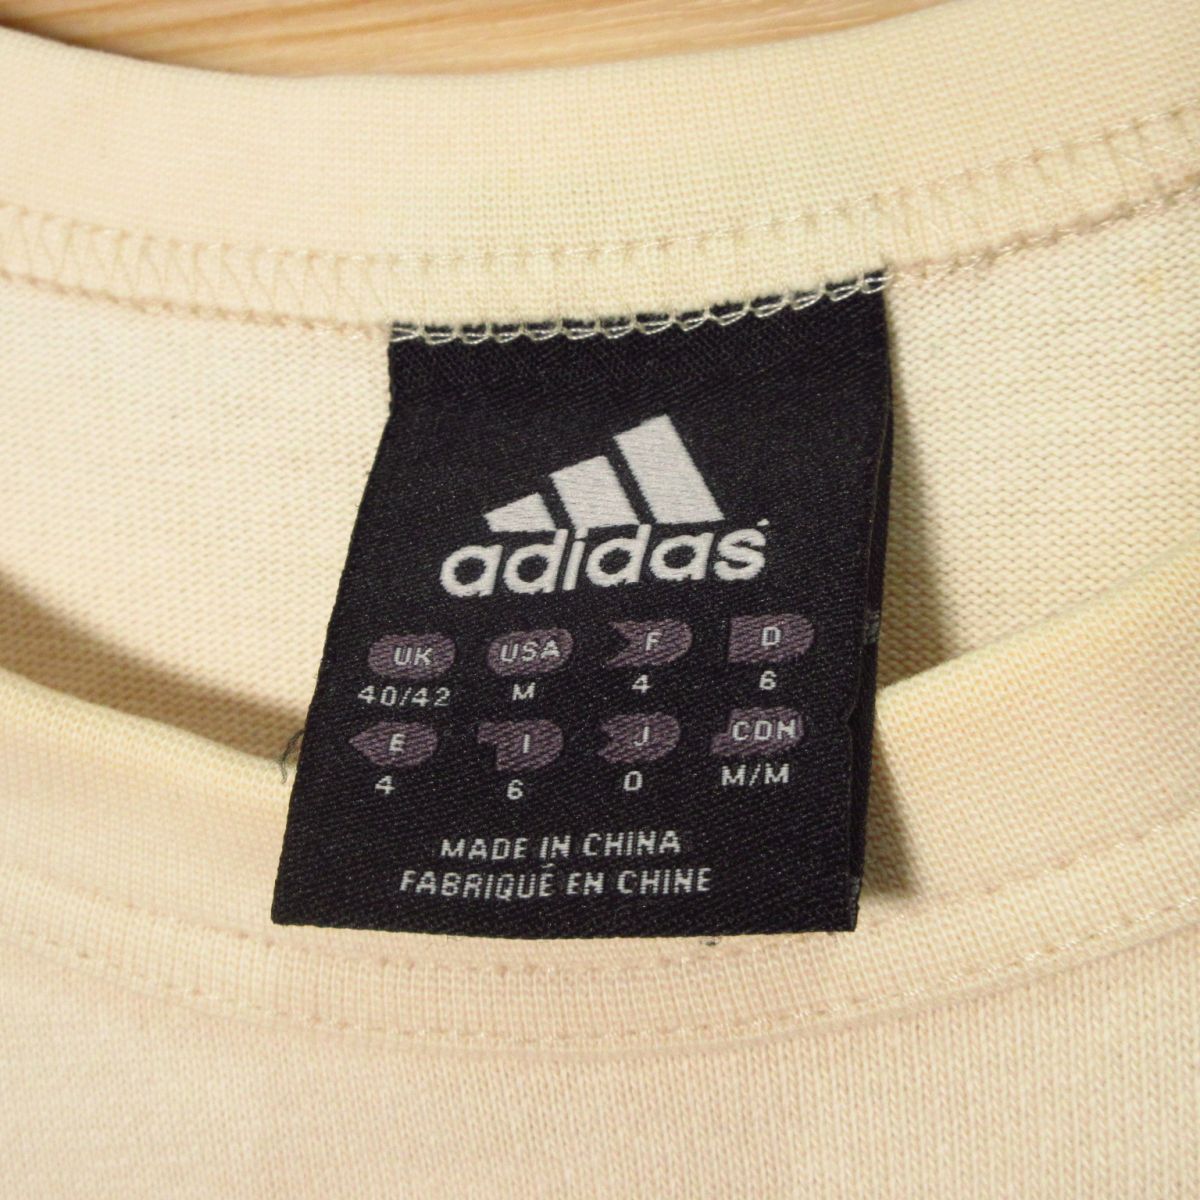 adidas
UK USA F D
40/42 M 4 6
E I J CDN
4 6 O M/M
MADE IN CHINA
FABRIQUÉ EN CHINE